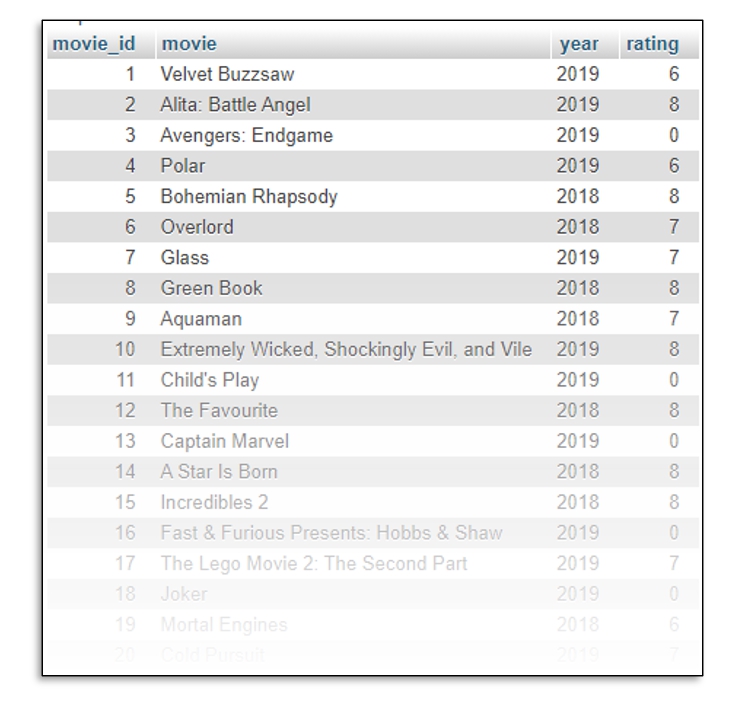 movie_id movie year rating
1 Velvet Buzzsaw 2019 6
2 Alita: Battle Angel 2019 8
3 Avengers: Endgame 2019 0
4 Polar 2019 6
5 Bohemian Rhapsody 2018 8
6 Overlord 2018 7
7 Glass 2019 7
8 Green Book 2018 8
9 Aquaman 2018 7
10 Extremely Wicked, Shockingly Evil, and Vile 2019 8
11 Child's Play 2019 0
12 The Favourite 2018 8
13 Captain Marvel 2019 0
14 A Star Is Born 2018 8
15 Incredibles 2 2018 8
16 Fast & Furious Presents: Hobbs & Shaw 2019 0
17 The Lego Movie 2: The Second Part 2019 7
18 Joker 2019 0
19 Mortal Engines 2018 6
20 Cold Pursuit 2019 7